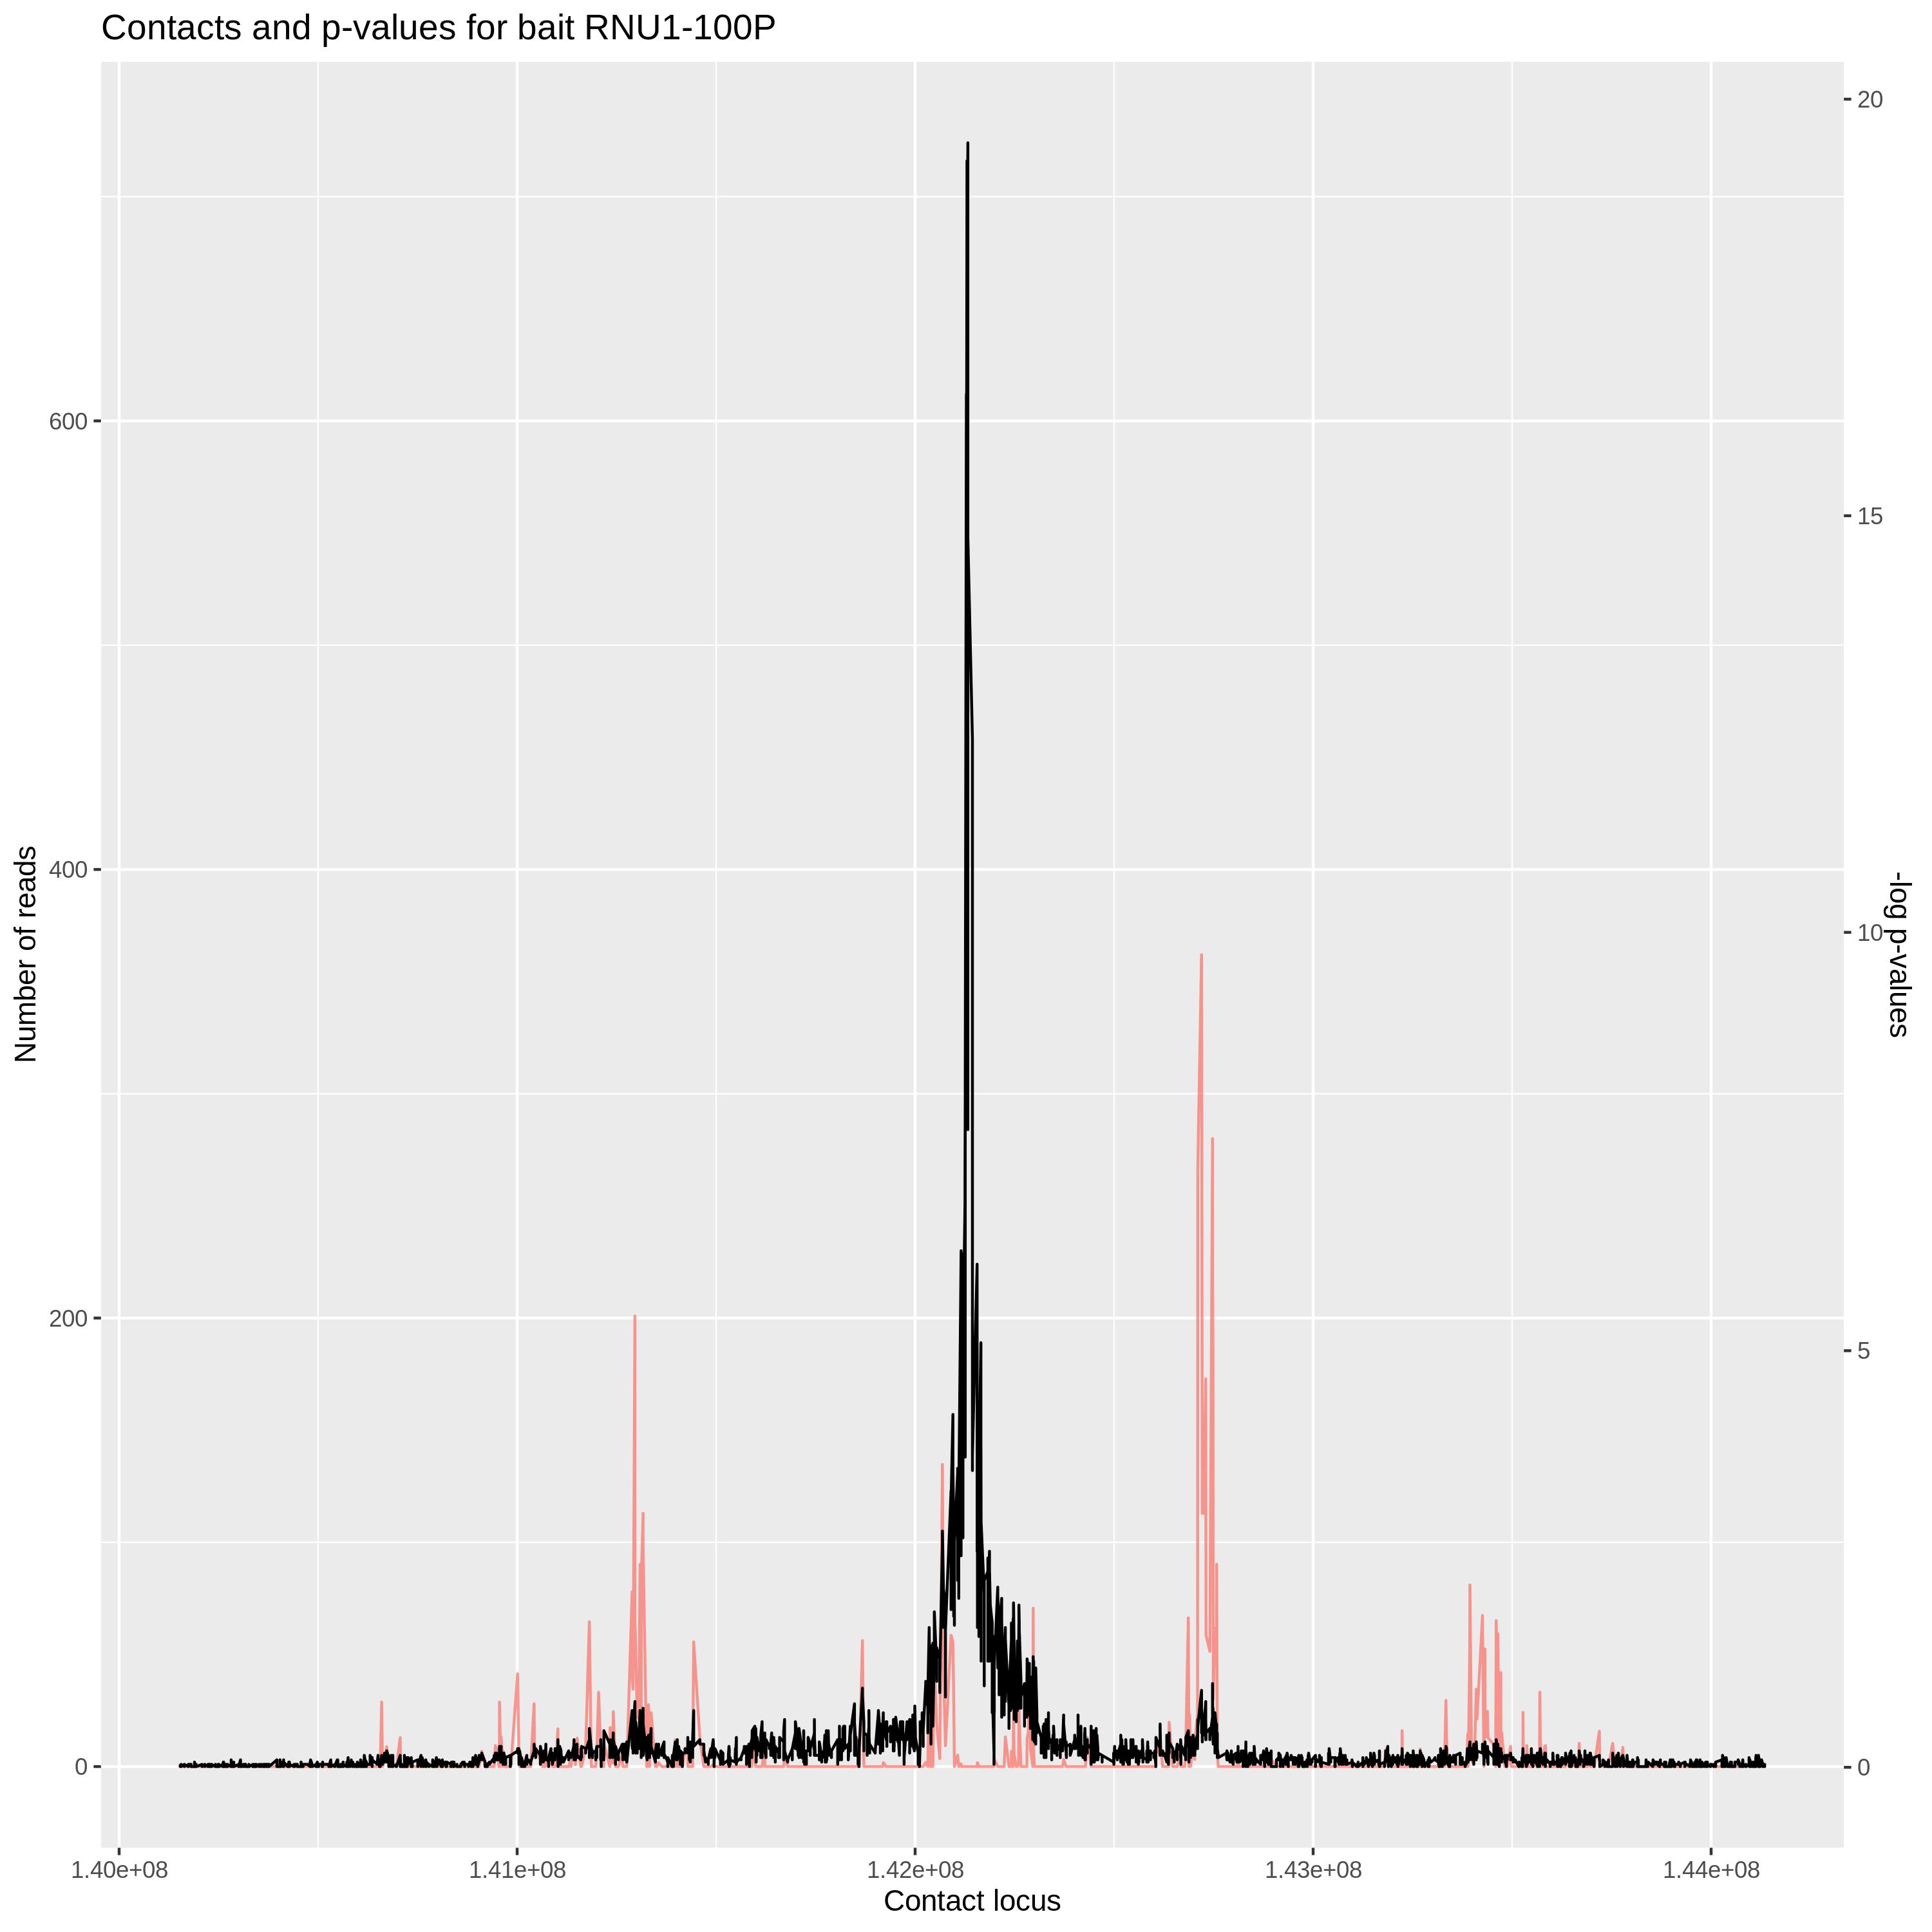 Contacts and p-values for bait RNU1-100P
Number of reads
600
400
200
0
20
15
10
5
0
-log p-values
1.40e+08
1.41e+08
1.42e+08
1.43e+08
1.44e+08
Contact locus